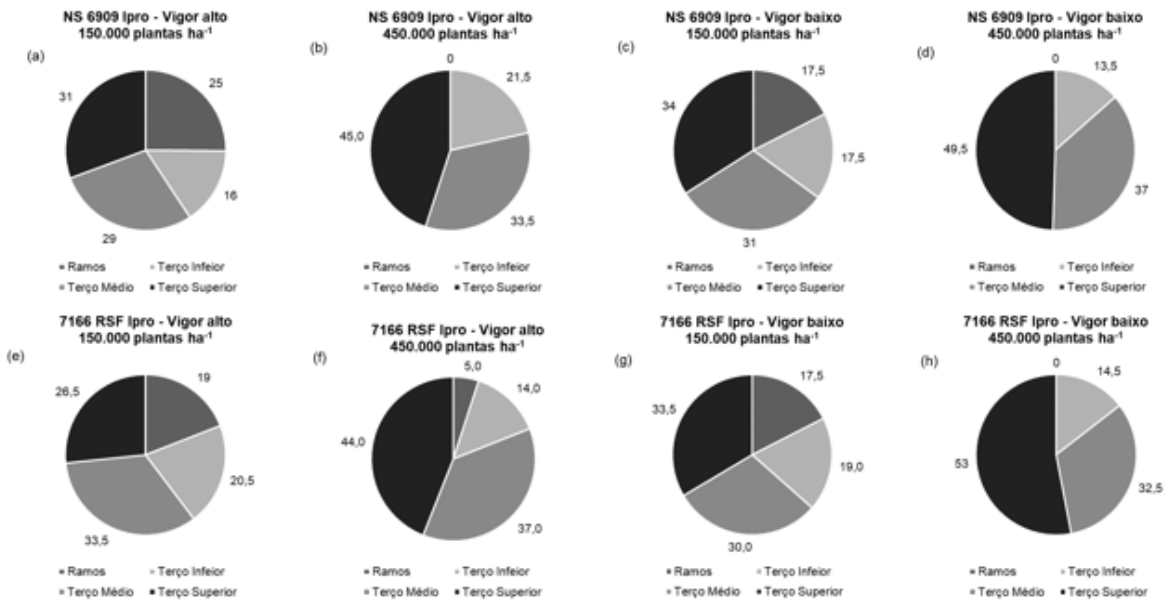 NS 6909 Ipro - Vigor alto
150.000 plantas ha-1
(a)
25
16
29
31
▪ Ramos ▪ Terço Infeior
▪ Terço Médio ▪ Terço Superior
NS 6909 Ipro - Vigor alto
450.000 plantas ha-1
(b)
0
21,5
33,5
45,0
▪ Ramos ▪ Terço Infeior
▪ Terço Médio ▪ Terço Superior
NS 6909 Ipro - Vigor baixo
150.000 plantas ha-1
(c)
17,5
17,5
31
34
▪ Ramos ▪ Terço Infeior
▪ Terço Médio ▪ Terço Superior
NS 6909 Ipro - Vigor baixo
450.000 plantas ha-1
(d)
0
13,5
37
49,5
▪ Ramos ▪ Terço Infeior
▪ Terço Médio ▪ Terço Superior
7166 RSF Ipro - Vigor alto
150.000 plantas ha-1
(e)
19
20,5
33,5
26,5
▪ Ramos ▪ Terço Infeior
▪ Terço Médio ▪ Terço Superior
7166 RSF Ipro - Vigor alto
450.000 plantas ha-1
(f)
5,0
14,0
37,0
44,0
▪ Ramos ▪ Terço Infeior
▪ Terço Médio ▪ Terço Superior
7166 RSF Ipro - Vigor baixo
150.000 plantas ha-1
(g)
17,5
19,0
30,0
33,5
▪ Ramos ▪ Terço Infeior
▪ Terço Médio ▪ Terço Superior
7166 RSF Ipro - Vigor baixo
450.000 plantas ha-1
(h)
0
14,5
32,5
53
▪ Ramos ▪ Terço Infeior
▪ Terço Médio ▪ Terço Superior